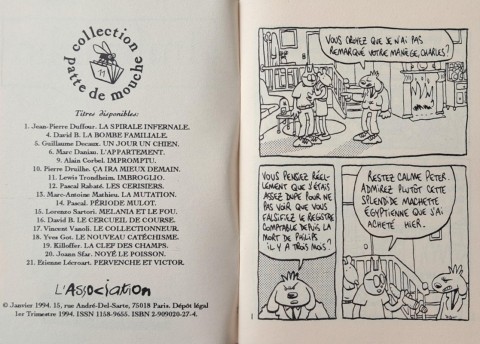 collection
patte de mouche
11
Titres disponibles:
1. Jean-Pierre Duffour. LA SPIRALE INFERNALE.
4. David B. LA BOMBE FAMILIALE.
5. Guillaume Decaux. UN JOUR UN CHIEN.
6. Marc Daniau. L'APPARTEMENT.
9. Alain Corbel. IMPROMPTU.
10. Pierre Druilhe. ÇA IRA MIEUX DEMAIN.
11. Lewis Trondheim. IMBROGLIO.
12. Pascal Rabaté. LES CERISIERS.
13. Marc-Antoine Mathieu. LA MUTATION.
14. Pascal. PÉRIODE MULOT.
15. Lorenzo Sartori. MELANIA ET LE FOU.
16. David B. LE CERCUEIL DE COURSE.
17. Vincent Vanoli. LE COLLECTIONNEUR.
18. Yves Got. LE NOUVEAU CATÉCHISME.
19. Killoffer. LA CLEF DES CHAMPS.
20. Joann Sfar. NOYÉ LE POISSON.
21. Etienne Lécroart. PERVENCHE ET VICTOR.
L'ASSOCIATION
© Janvier 1994. 15, rue André-Del-Sarte, 75018 Paris. Dépôt légal
1er Trimestre 1994. ISSN 1158-9655. ISBN 2-909020-27-4.
VOUS CROYEZ QUE JE N'AI PAS
REMARQUÉ VOTRE MANÈGE, CHARLES?
VOUS PENSIEZ RÉEL-
LEMENT QUE J'ÉTAIS
ASSEZ DUPE POUR NE
PAS VOIR QUE VOUS
FALSIFIEZ LE REGISTRE
COMPTABLE DEPUIS LA
MORT DE PHILIPS
IL Y A TROIS MOIS?
RESTEZ CALME PETER.
ADMIREZ PLUTÔT CETTE
SPLENDIDE MACHETTE
ÉGYPTIENNE QUE J'AI
ACHETÉ HIER.
1